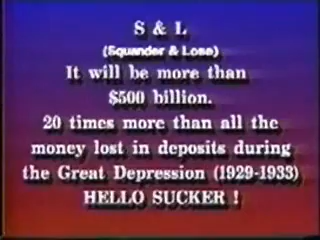 S & L
(Squander & Lose)
It will be more than
$500 billion.
20 times more than all the
money lost in deposits during
the Great Depression (1929-1933)
HELLO SUCKER !